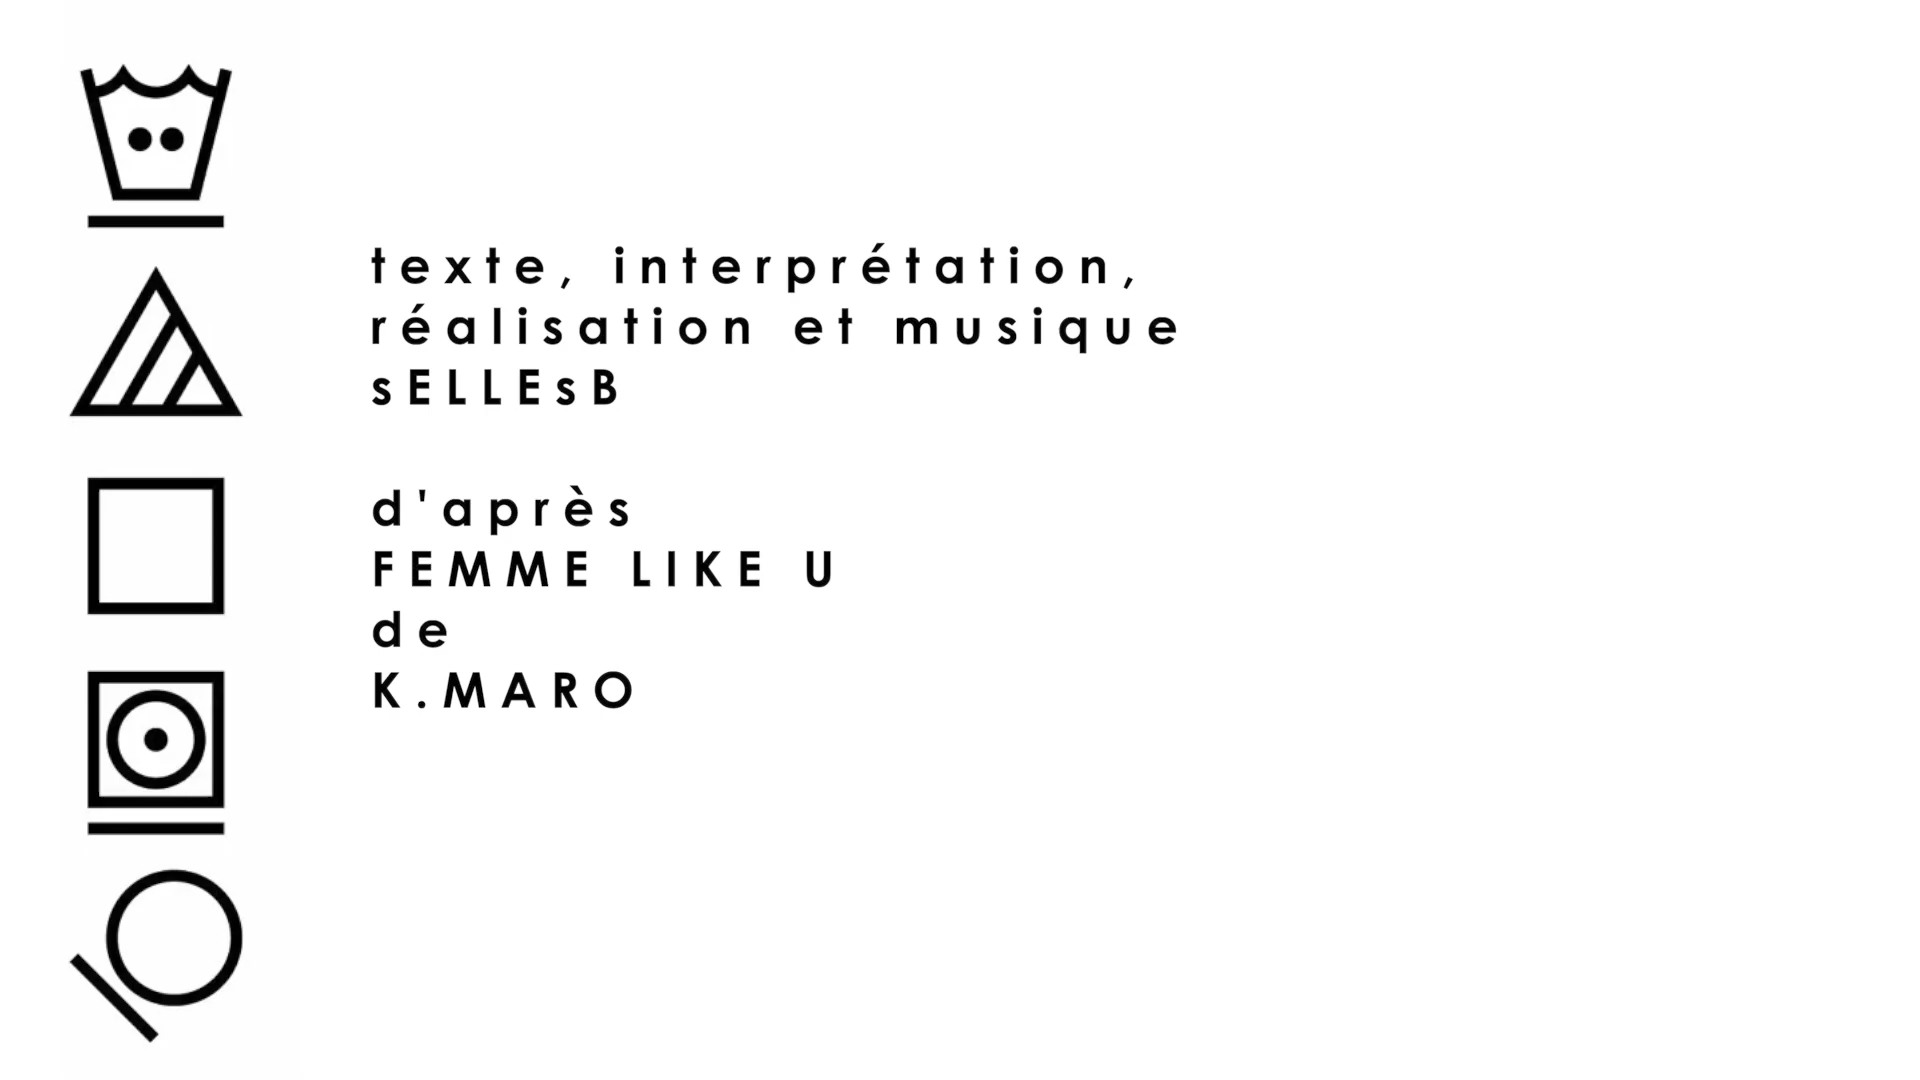 texte, interprétation,
réalisation et musique
sELLEsB
d'après
FEMME LIKE U
de
K.MARO